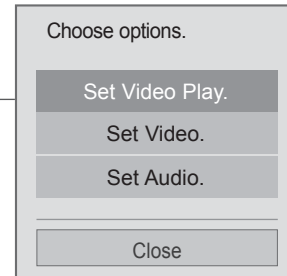 Choose options.
Set Video Play.
Set Video.
Set Audio.
Close